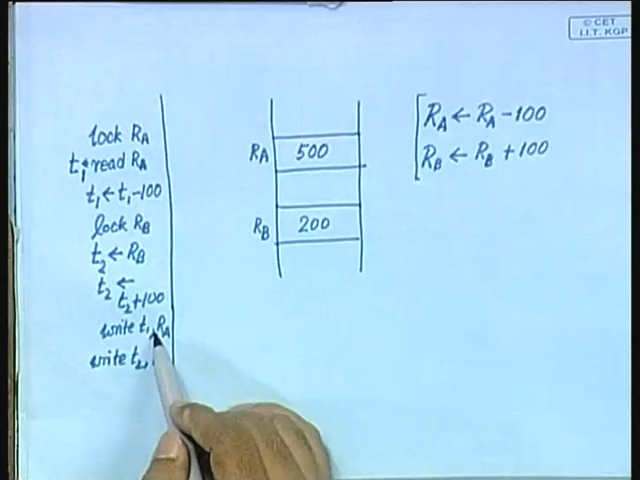 © CET
I.I.T. KGP
lock RA
t1 ← read RA
t1 ← t1-100
lock RB
t2 ← RB
t2 ←
t2+100
write t1, RA
write t2,
RA 500
RB 200
RA ← RA -100
RB ← RB +100